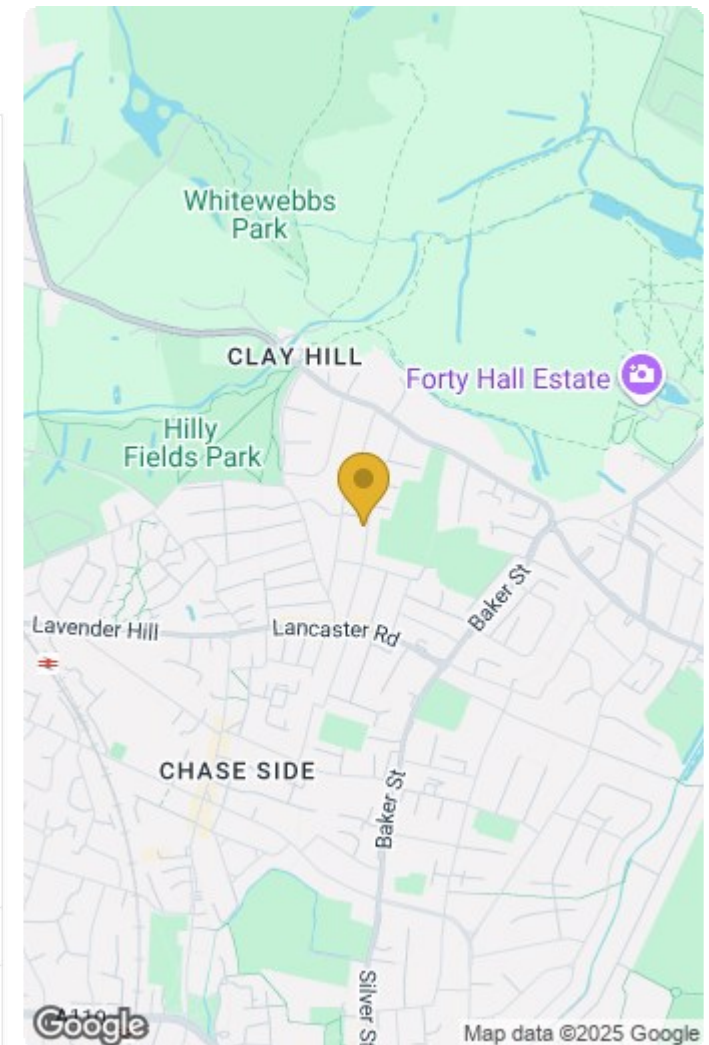 Whitewebbs
Park
CLAY HILL
Forty Hall Estate
Hilly
Fields Park
Baker St
Lavender Hill
Lancaster Rd
CHASE SIDE
Baker St
Silver S
A110
Google
Map data ©2025 Google